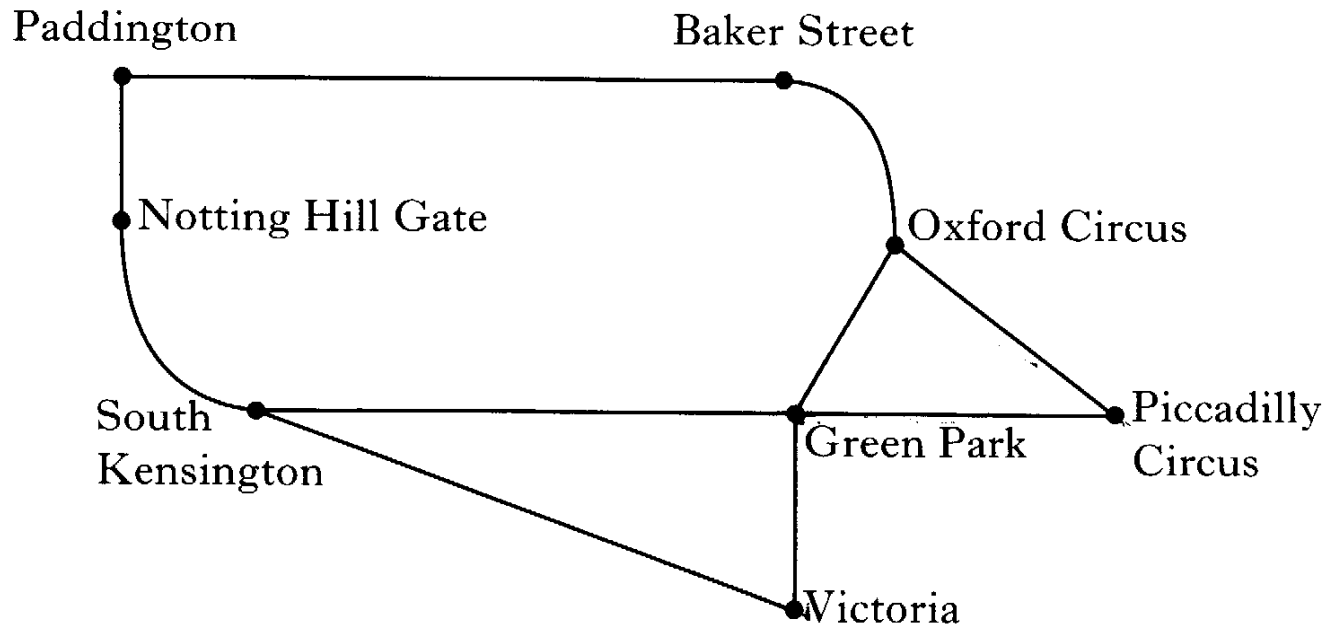 Paddington
Baker Street
Notting Hill Gate
Oxford Circus
South
Kensington
Green Park
Piccadilly
Circus
Victoria